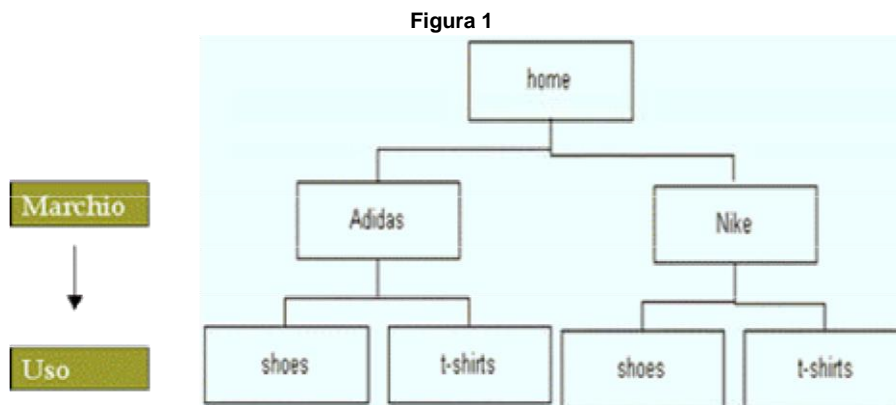 Figura 1
home
Marchio
Adidas
Nike
Uso
shoes
t-shirts
shoes
t-shirts